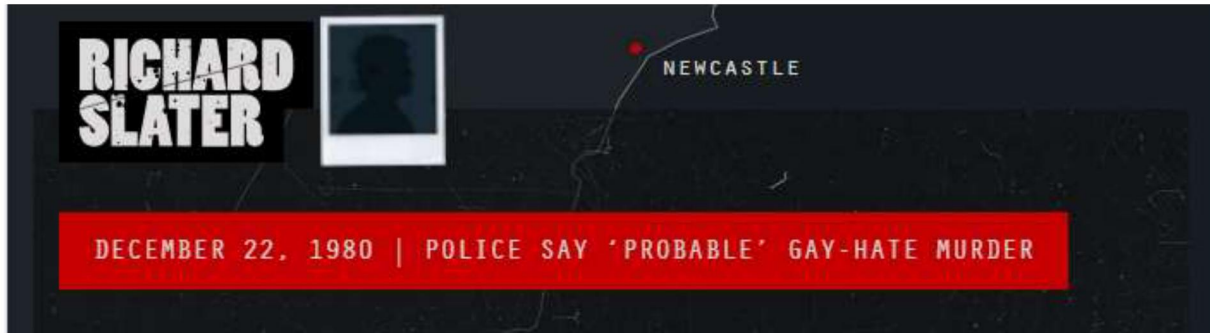 RICHARD
SLATER
NEWCASTLE
DECEMBER 22, 1980 | POLICE SAY ‘PROBABLE’ GAY-HATE MURDER